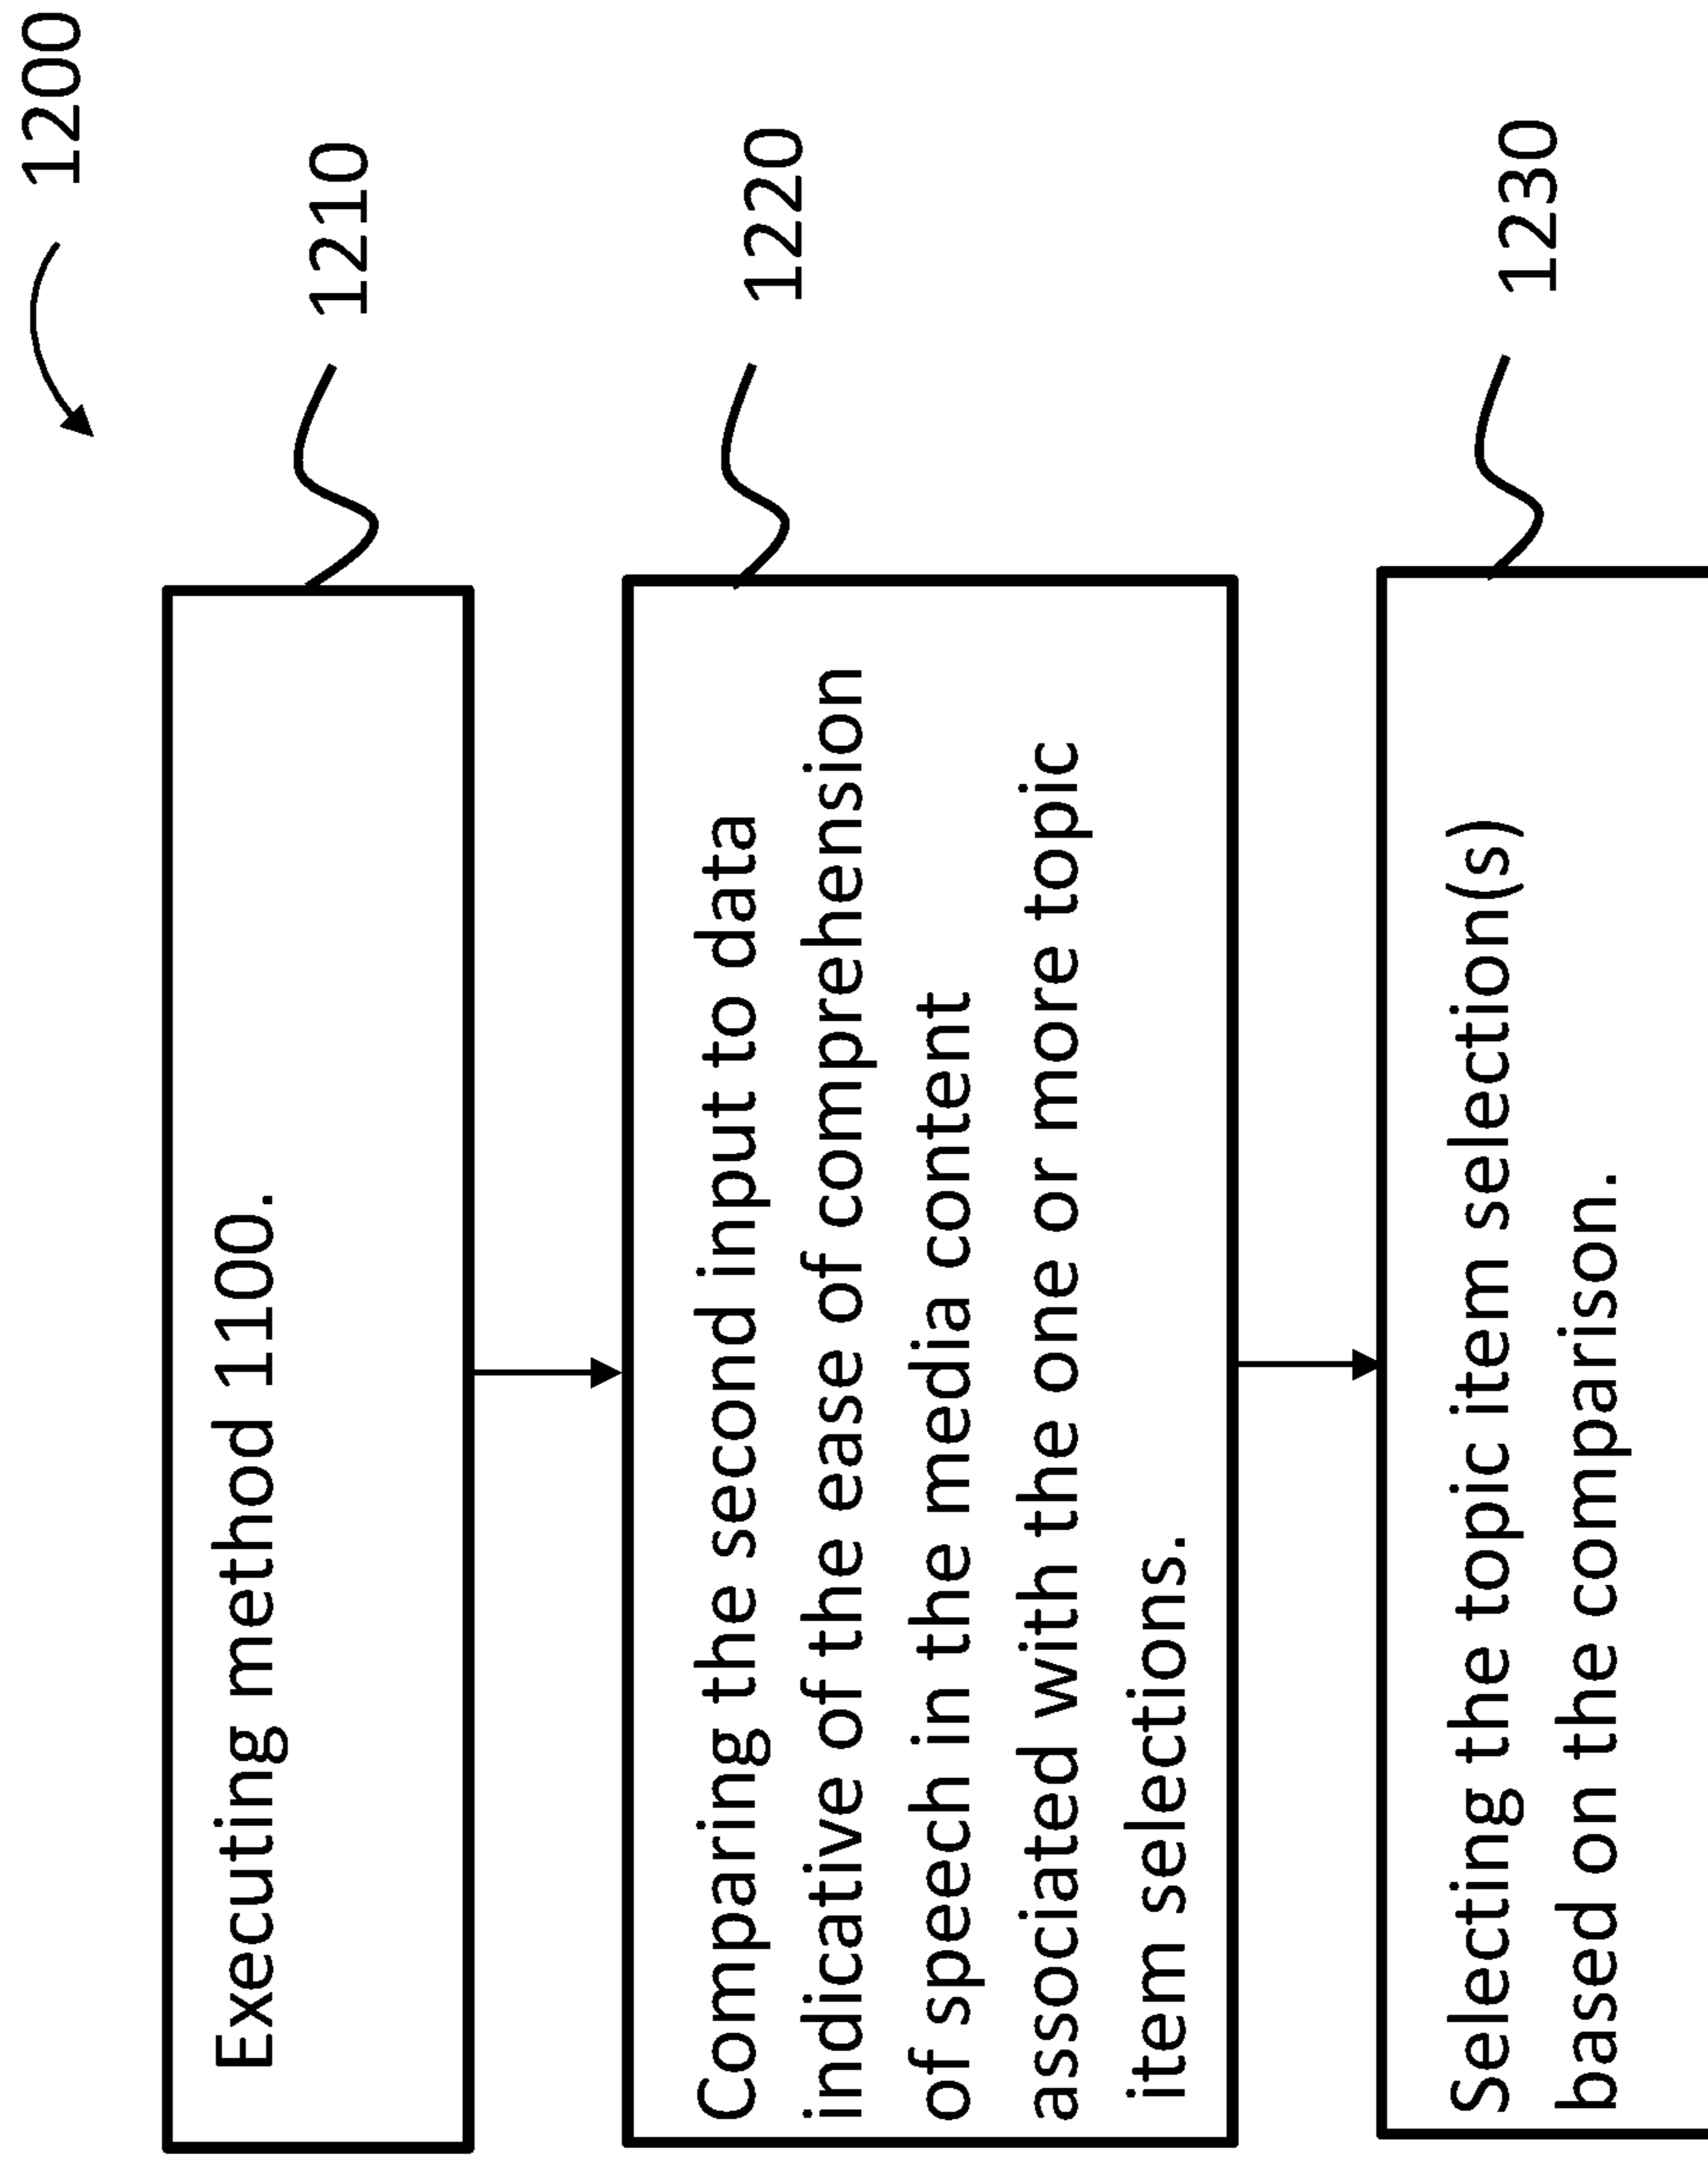 1200
Executing method 1100.
1210
Comparing the second input to data
indicative of the ease of comprehension
of speech in the media content
associated with the one or more topic
item selections.
1220
Selecting the topic item selection(s)
based on the comparison.
1230